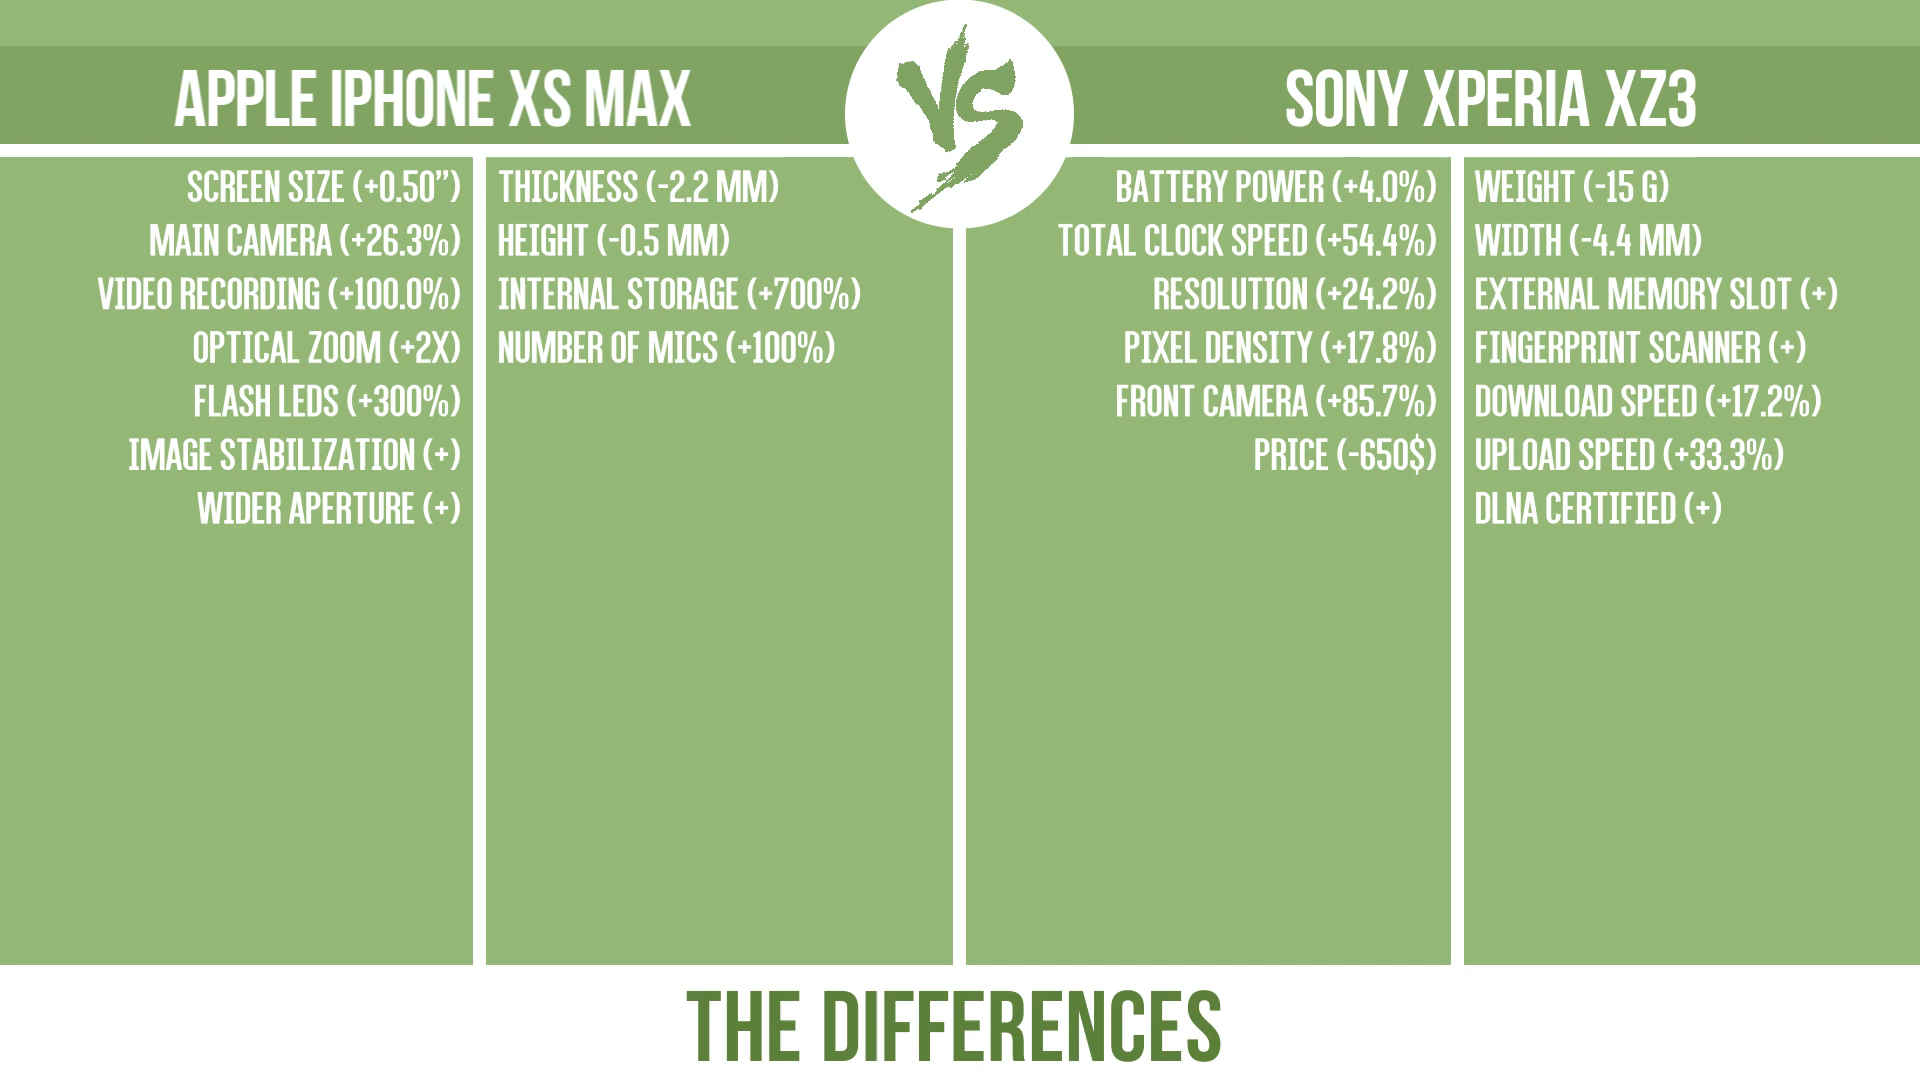 APPLE IPHONE XS MAX
VS
SONY XPERIA XZ3
SCREEN SIZE (+0.50”)
MAIN CAMERA (+26.3%)
VIDEO RECORDING (+100.0%)
OPTICAL ZOOM (+2X)
FLASH LEDS (+300%)
IMAGE STABILIZATION (+)
WIDER APERTURE (+)
THICKNESS (-2.2 MM)
HEIGHT (-0.5 MM)
INTERNAL STORAGE (+700%)
NUMBER OF MICS (+100%)
BATTERY POWER (+4.0%)
TOTAL CLOCK SPEED (+54.4%)
RESOLUTION (+24.2%)
PIXEL DENSITY (+17.8%)
FRONT CAMERA (+85.7%)
PRICE (-650$)
WEIGHT (-15 G)
WIDTH (-4.4 MM)
EXTERNAL MEMORY SLOT (+)
FINGERPRINT SCANNER (+)
DOWNLOAD SPEED (+17.2%)
UPLOAD SPEED (+33.3%)
DLNA CERTIFIED (+)
THE DIFFERENCES